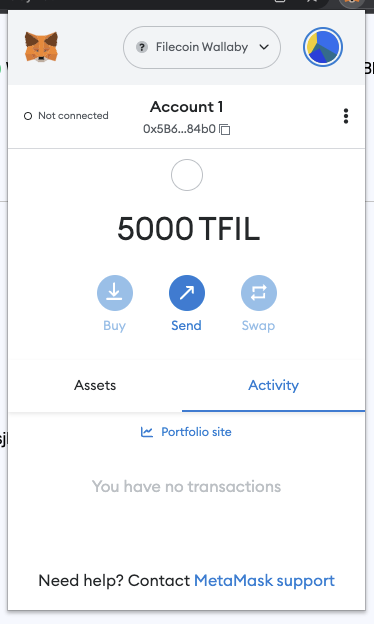 ? Filecoin Wallaby
Not connected
Account 1
0x5B6...84b0
5000 TFIL
Buy
Send
Swap
Assets
Activity
Portfolio site
You have no transactions
Need help? Contact MetaMask support